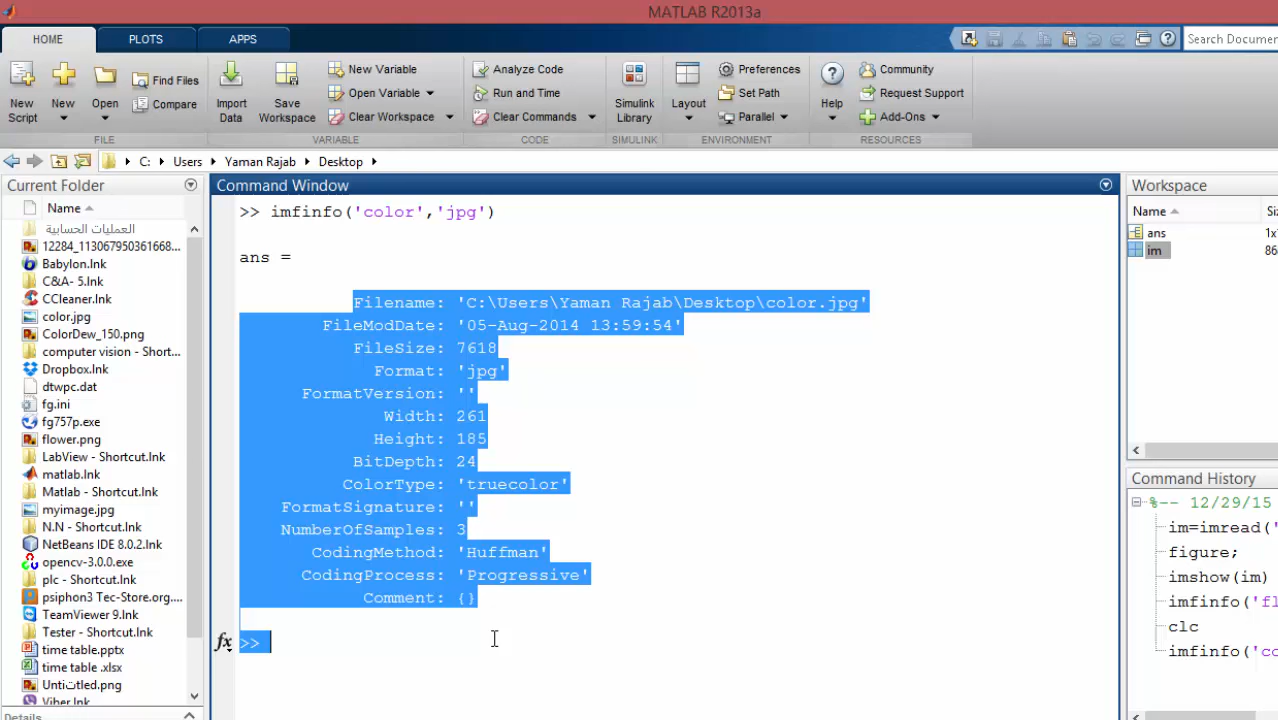 MATLAB R2013a
HOME
PLOTS
APPS
Search Documen
New Script
New
Open
Find Files
Compare
Import Data
Save Workspace
New Variable
Open Variable
Clear Workspace
Analyze Code
Run and Time
Clear Commands
Simulink Library
Layout
Preferences
Set Path
Parallel
Help
Community
Request Support
Add-Ons
FILE
VARIABLE
CODE
SIMULINK
ENVIRONMENT
RESOURCES
C: Users Yaman Rajab Desktop
Current Folder
Name
العمليات الحسابية
12284_113067950361668...
Babylon.lnk
C&A- 5.lnk
CCleaner.lnk
color.jpg
ColorDew_150.png
computer vision - Short...
Dropbox.lnk
dtwpc.dat
fg.ini
fg757p.exe
flower.png
LabView - Shortcut.lnk
matlab.lnk
Matlab - Shortcut.lnk
myimage.jpg
N.N - Shortcut.lnk
NetBeans IDE 8.0.2.lnk
opencv-3.0.0.exe
plc - Shortcut.lnk
psiphon3 Tec-Store.org....
TeamViewer 9.lnk
Tester - Shortcut.lnk
time table.pptx
time table .xlsx
Untiتtled.png
Viber.lnk
Details
Command Window
>> imfinfo('color','jpg')
ans =
Filename: 'C:\Users\Yaman Rajab\Desktop\color.jpg'
FileModDate: '05-Aug-2014 13:59:54'
FileSize: 7618
Format: 'jpg'
FormatVersion: ''
Width: 261
Height: 185
BitDepth: 24
ColorType: 'truecolor'
FormatSignature: ''
NumberOfSamples: 3
CodingMethod: 'Huffman'
CodingProcess: 'Progressive'
Comment: {}
fx >>
Workspace
Name
Siz
ans 1x
im 86
Command History
%-- 12/29/15
im=imread('
figure;
imshow(im)
imfinfo('fl
clc
imfinfo('co